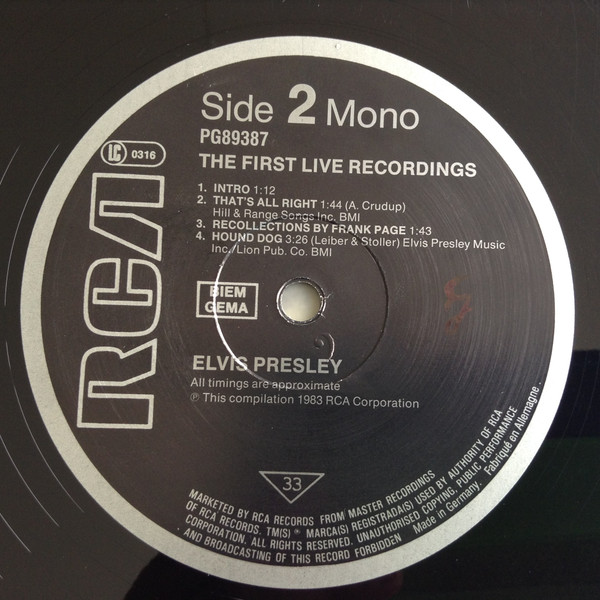 Side 2 Mono
PG89387
LC 0316
THE FIRST LIVE RECORDINGS
1. INTRO 1:12
2. THAT'S ALL RIGHT 1:44 (A. Crudup)
Hill & Range Songs Inc. BMI
3. RECOLLECTIONS BY FRANK PAGE 1:43
4. HOUND DOG 3:26 (Leiber & Stoller) Elvis Presley Music
Inc./Lion Pub. Co. BMI
RCA
BIEM
GEMA
ELVIS PRESLEY
All timings are approximate
℗ This compilation 1983 RCA Corporation
33
MARKETED BY RCA RECORDS FROM MASTER RECORDINGS
OF RCA RECORDS. TM(S)® MARCA(S) REGISTRADA(S) USED BY AUTHORITY OF RCA
CORPORATION. ALL RIGHTS RESERVED. UNAUTHORISED COPYING, PUBLIC PERFORMANCE
AND BROADCASTING OF THIS RECORD FORBIDDEN Made in Germany. Fabriqué en Allemagne.